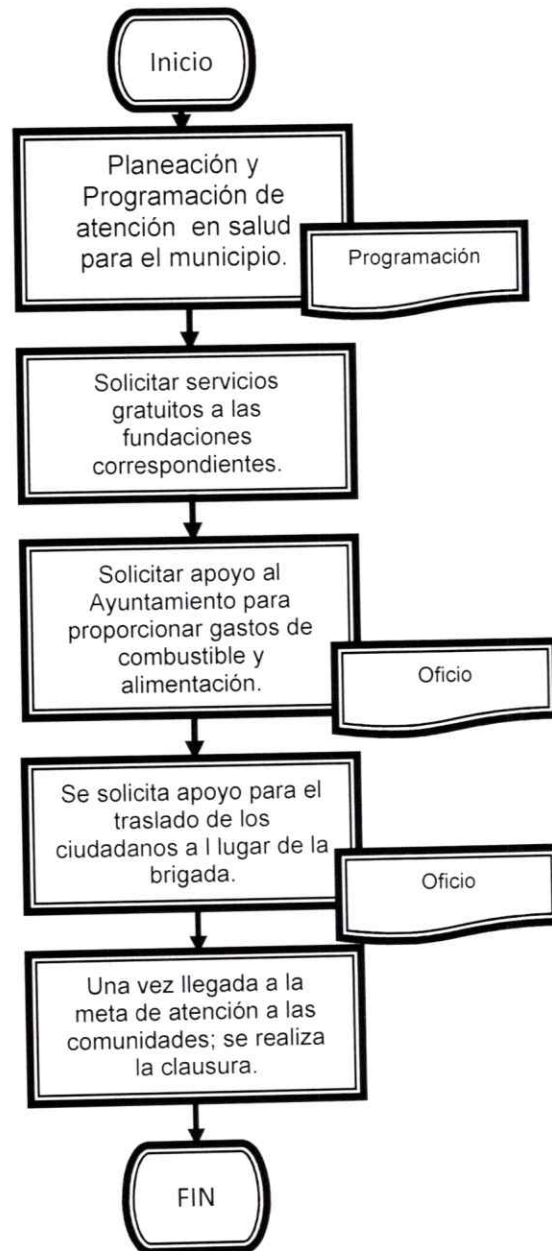 Inicio
Planeación y
Programación de
atención en salud
para el municipio.
Programación
Solicitar servicios
gratuitos a las
fundaciones
correspondientes.
Solicitar apoyo al
Ayuntamiento para
proporcionar gastos de
combustible y
alimentación.
Oficio
Se solicita apoyo para el
traslado de los
ciudadanos a l lugar de la
brigada.
Oficio
Una vez llegada a la
meta de atención a las
comunidades; se realiza
la clausura.
FIN